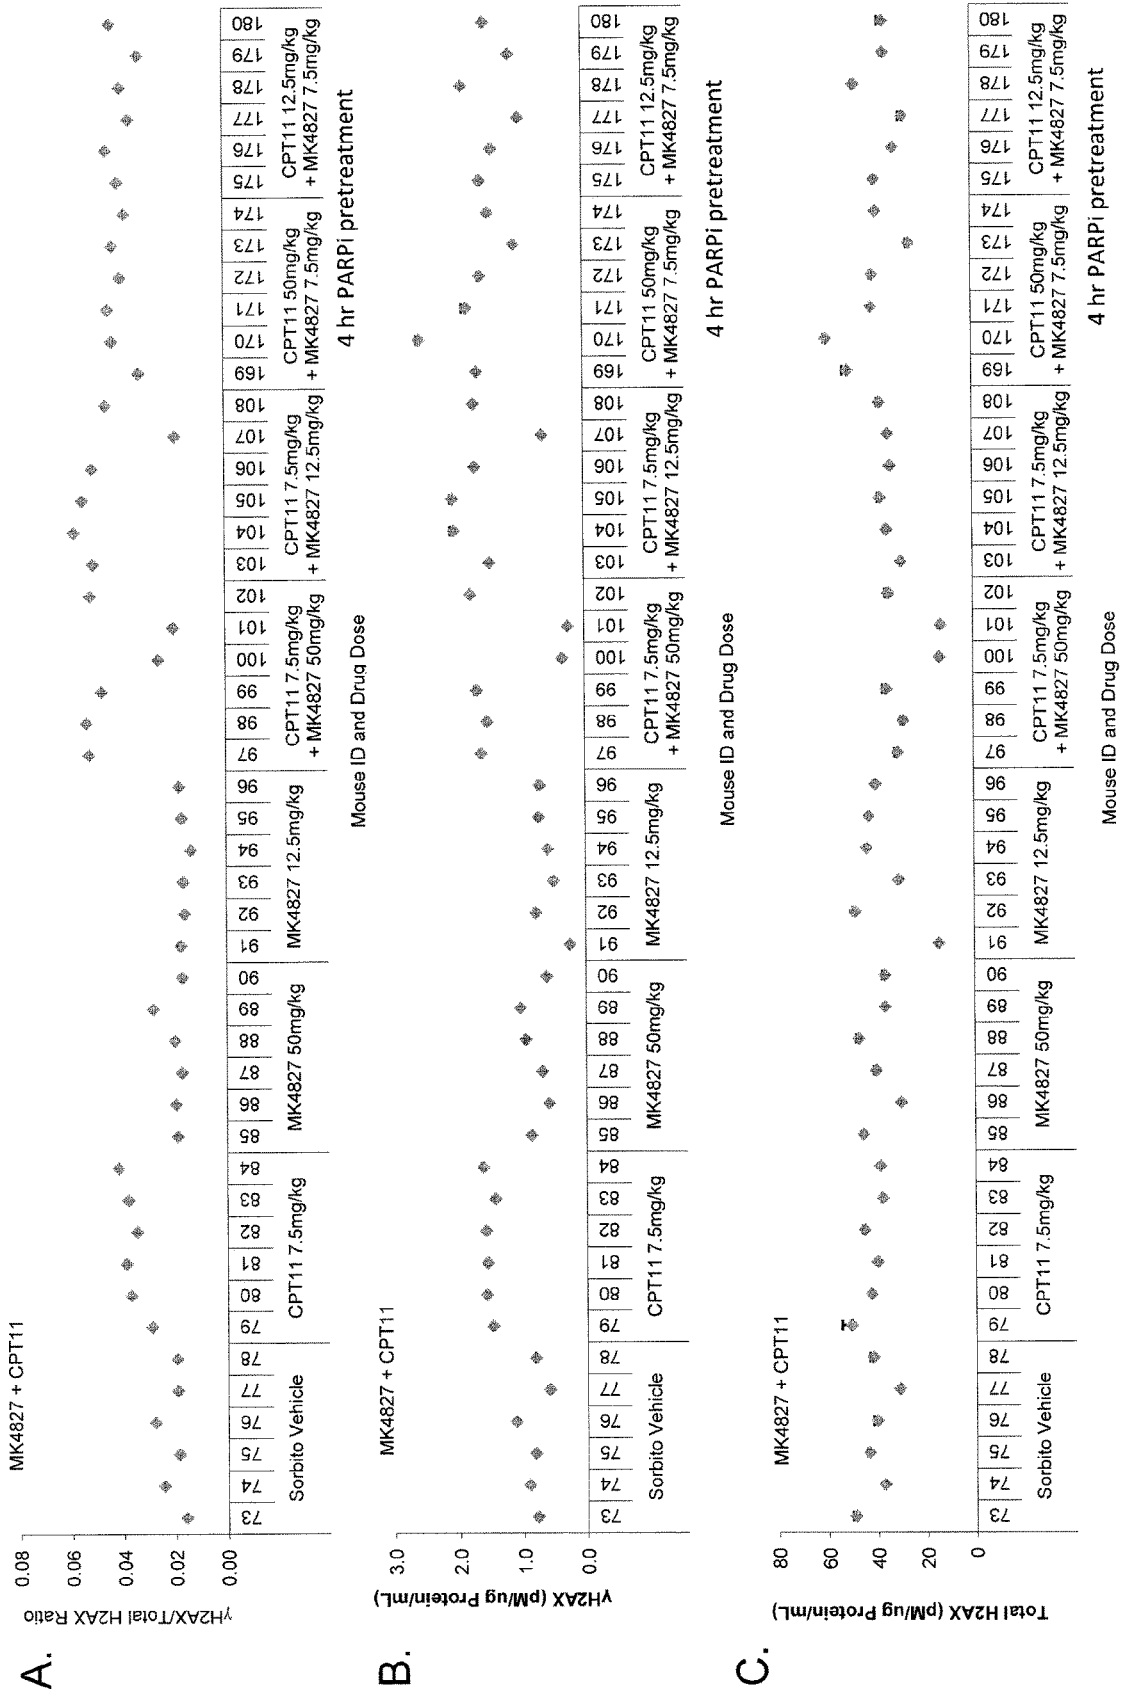 A.
MK4827 + CPT11
γH2AX/Total H2AX Ratio
0.08
0.06
0.04
0.02
0.00
73 74 75 76 77 78 79 80 81 82 83 84 85 86 87 88 89 90 91 92 93 94 95 96 97 98 99 100 101 102 103 104 105 106 107 108 169 170 171 172 173 174 175 176 177 178 179 180
Sorbito Vehicle
CPT11 7.5mg/kg
MK4827 50mg/kg
MK4827 12.5mg/kg
CPT11 7.5mg/kg
+ MK4827 50mg/kg
CPT11 7.5mg/kg
+ MK4827 12.5mg/kg
CPT11 50mg/kg
+ MK4827 7.5mg/kg
CPT11 12.5mg/kg
+ MK4827 7.5mg/kg
4 hr PARPi pretreatment
Mouse ID and Drug Dose
B.
MK4827 + CPT11
γH2AX (pM/ug Protein/mL)
3.0
2.0
1.0
0.0
73 74 75 76 77 78 79 80 81 82 83 84 85 86 87 88 89 90 91 92 93 94 95 96 97 98 99 100 101 102 103 104 105 106 107 108 169 170 171 172 173 174 175 176 177 178 179 180
Sorbito Vehicle
CPT11 7.5mg/kg
MK4827 50mg/kg
MK4827 12.5mg/kg
CPT11 7.5mg/kg
+ MK4827 50mg/kg
CPT11 7.5mg/kg
+ MK4827 12.5mg/kg
CPT11 50mg/kg
+ MK4827 7.5mg/kg
CPT11 12.5mg/kg
+ MK4827 7.5mg/kg
4 hr PARPi pretreatment
Mouse ID and Drug Dose
C.
MK4827 + CPT11
Total H2AX (pM/ug Protein/mL)
80
60
40
20
0
73 74 75 76 77 78 79 80 81 82 83 84 85 86 87 88 89 90 91 92 93 94 95 96 97 98 99 100 101 102 103 104 105 106 107 108 169 170 171 172 173 174 175 176 177 178 179 180
Sorbito Vehicle
CPT11 7.5mg/kg
MK4827 50mg/kg
MK4827 12.5mg/kg
CPT11 7.5mg/kg
+ MK4827 50mg/kg
CPT11 7.5mg/kg
+ MK4827 12.5mg/kg
CPT11 50mg/kg
+ MK4827 7.5mg/kg
CPT11 12.5mg/kg
+ MK4827 7.5mg/kg
4 hr PARPi pretreatment
Mouse ID and Drug Dose